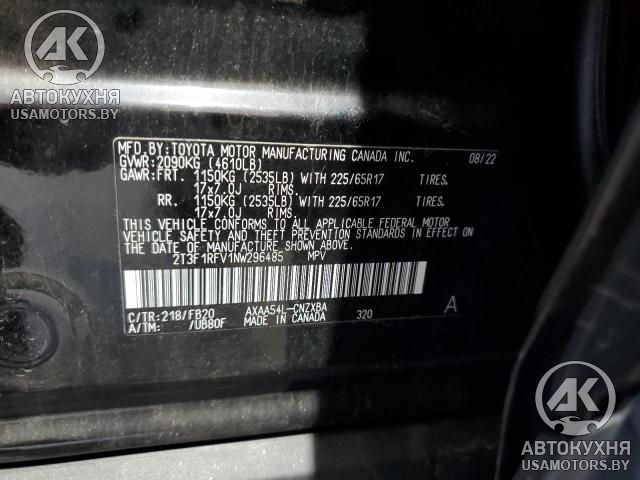 AK
АВТОКУХНЯ
USAMOTORS.BY
MFD.BY:TOYOTA MOTOR MANUFACTURING CANADA INC. 08/22
GVWR:2090KG (4610LB)
GAWR:FRT. 1150KG (2535LB) WITH 225/65R17 TIRES.
17x7.0J RIMS.
RR. 1150KG (2535LB) WITH 225/65R17 TIRES.
17x7.0J RIMS.
THIS VEHICLE CONFORMS TO ALL APPLICABLE FEDERAL MOTOR
VEHICLE SAFETY AND THEFT PREVENTION STANDARDS IN EFFECT ON
THE DATE OF MANUFACTURE SHOWN ABOVE.
2T3F1RFV1NW296485 MPV
C/TR:218/FB20 AXAA54L-CNZXBA A
A/TM: /UB80F MADE IN CANADA 320
AK
АВТОКУХНЯ
USAMOTORS.BY